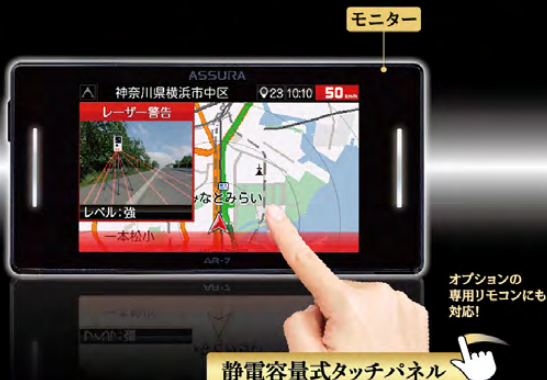 モニター
ASSURA
神奈川県横浜市中区 23 10:10 50 km/h
レーザー警告
みなとみらい
レベル:強
一本松小
AR-7
オプションの
専用リモコンにも
対応!
静電容量式タッチパネル